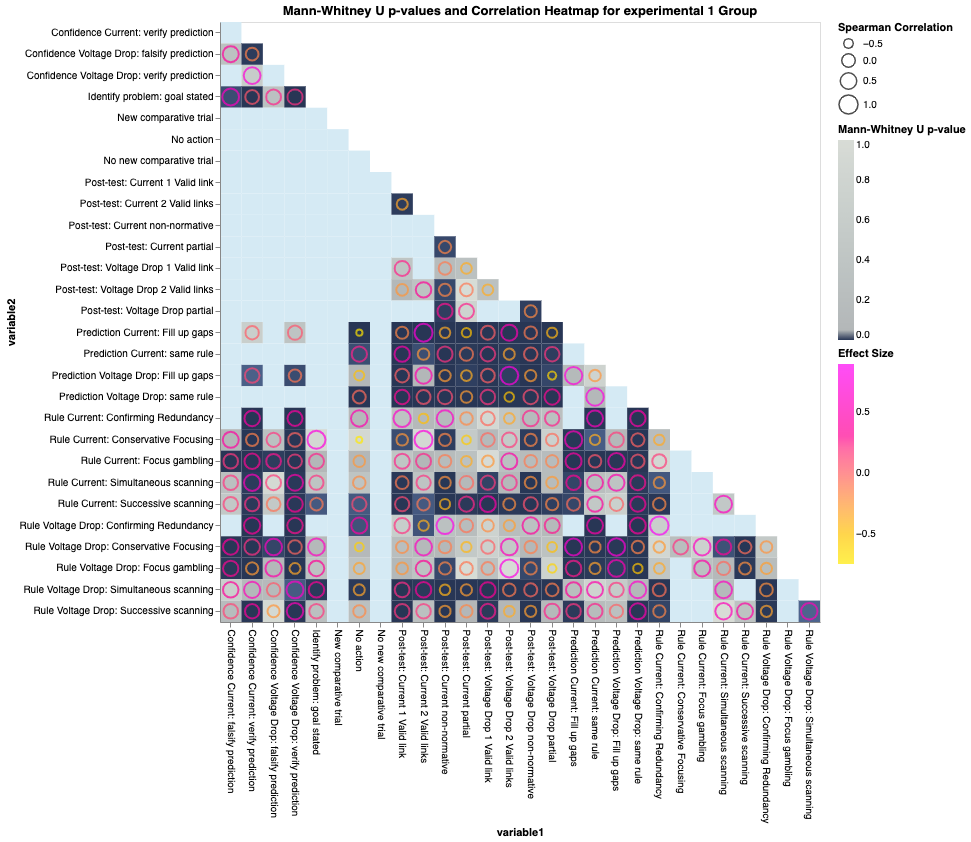 Mann-Whitney U p-values and Correlation Heatmap for experimental 1 Group
variable2
Confidence Current: verify prediction
Confidence Voltage Drop: falsify prediction
Confidence Voltage Drop: verify prediction
Identify problem: goal stated
New comparative trial
No action
No new comparative trial
Post-test: Current 1 Valid link
Post-test: Current 2 Valid links
Post-test: Current non-normative
Post-test: Current partial
Post-test: Voltage Drop 1 Valid link
Post-test: Voltage Drop 2 Valid links
Post-test: Voltage Drop partial
Prediction Current: Fill up gaps
Prediction Current: same rule
Prediction Voltage Drop: Fill up gaps
Prediction Voltage Drop: same rule
Rule Current: Confirming Redundancy
Rule Current: Conservative Focusing
Rule Current: Focus gambling
Rule Current: Simultaneous scanning
Rule Current: Successive scanning
Rule Voltage Drop: Confirming Redundancy
Rule Voltage Drop: Conservative Focusing
Rule Voltage Drop: Focus gambling
Rule Voltage Drop: Simultaneous scanning
Rule Voltage Drop: Successive scanning
Confidence Current: falsify prediction
Confidence Current: verify prediction
Confidence Voltage Drop: falsify prediction
Confidence Voltage Drop: verify prediction
Identify problem: goal stated
New comparative trial
No action
No new comparative trial
Post-test: Current 1 Valid link
Post-test: Current 2 Valid links
Post-test: Current non-normative
Post-test: Current partial
Post-test: Voltage Drop 1 Valid link
Post-test: Voltage Drop 2 Valid links
Post-test: Voltage Drop non-normative
Post-test: Voltage Drop partial
Prediction Current: Fill up gaps
Prediction Current: same rule
Prediction Voltage Drop: Fill up gaps
Prediction Voltage Drop: same rule
Rule Current: Confirming Redundancy
Rule Current: Conservative Focusing
Rule Current: Focus gambling
Rule Current: Simultaneous scanning
Rule Current: Successive scanning
Rule Voltage Drop: Confirming Redundancy
Rule Voltage Drop: Focus gambling
Rule Voltage Drop: Simultaneous scanning
variable1
Spearman Correlation
−0.5
0.0
0.5
1.0
Mann-Whitney U p-value
1.0
0.8
0.6
0.4
0.2
0.0
Effect Size
0.5
0.0
−0.5